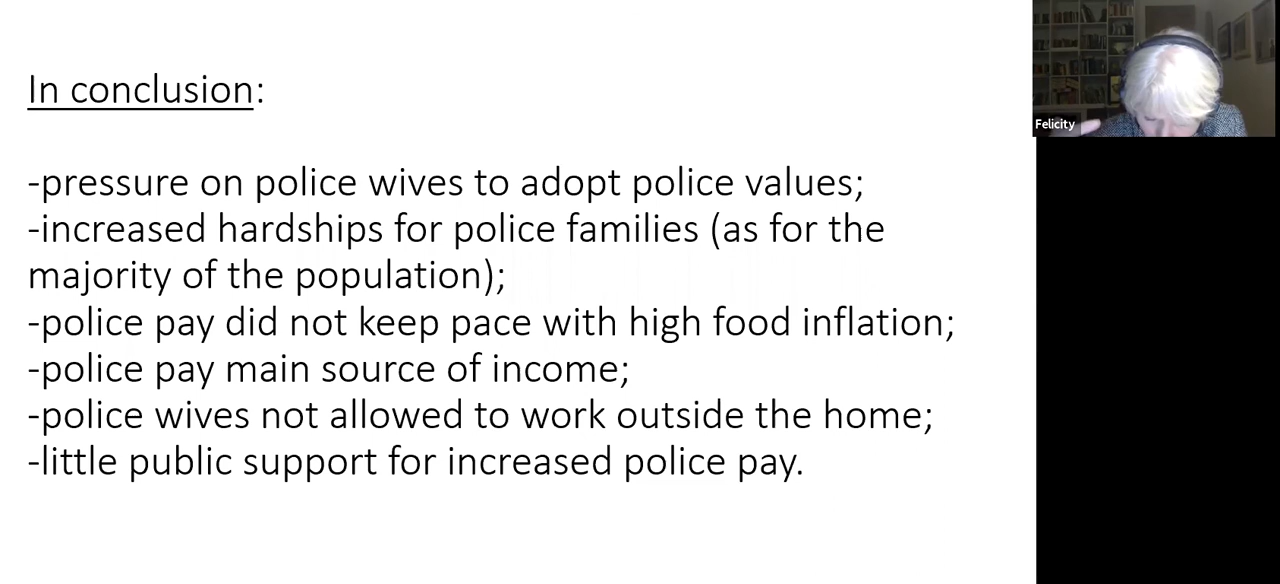 In conclusion:
-pressure on police wives to adopt police values;
-increased hardships for police families (as for the
majority of the population);
-police pay did not keep pace with high food inflation;
-police pay main source of income;
-police wives not allowed to work outside the home;
-little public support for increased police pay.
Felicity